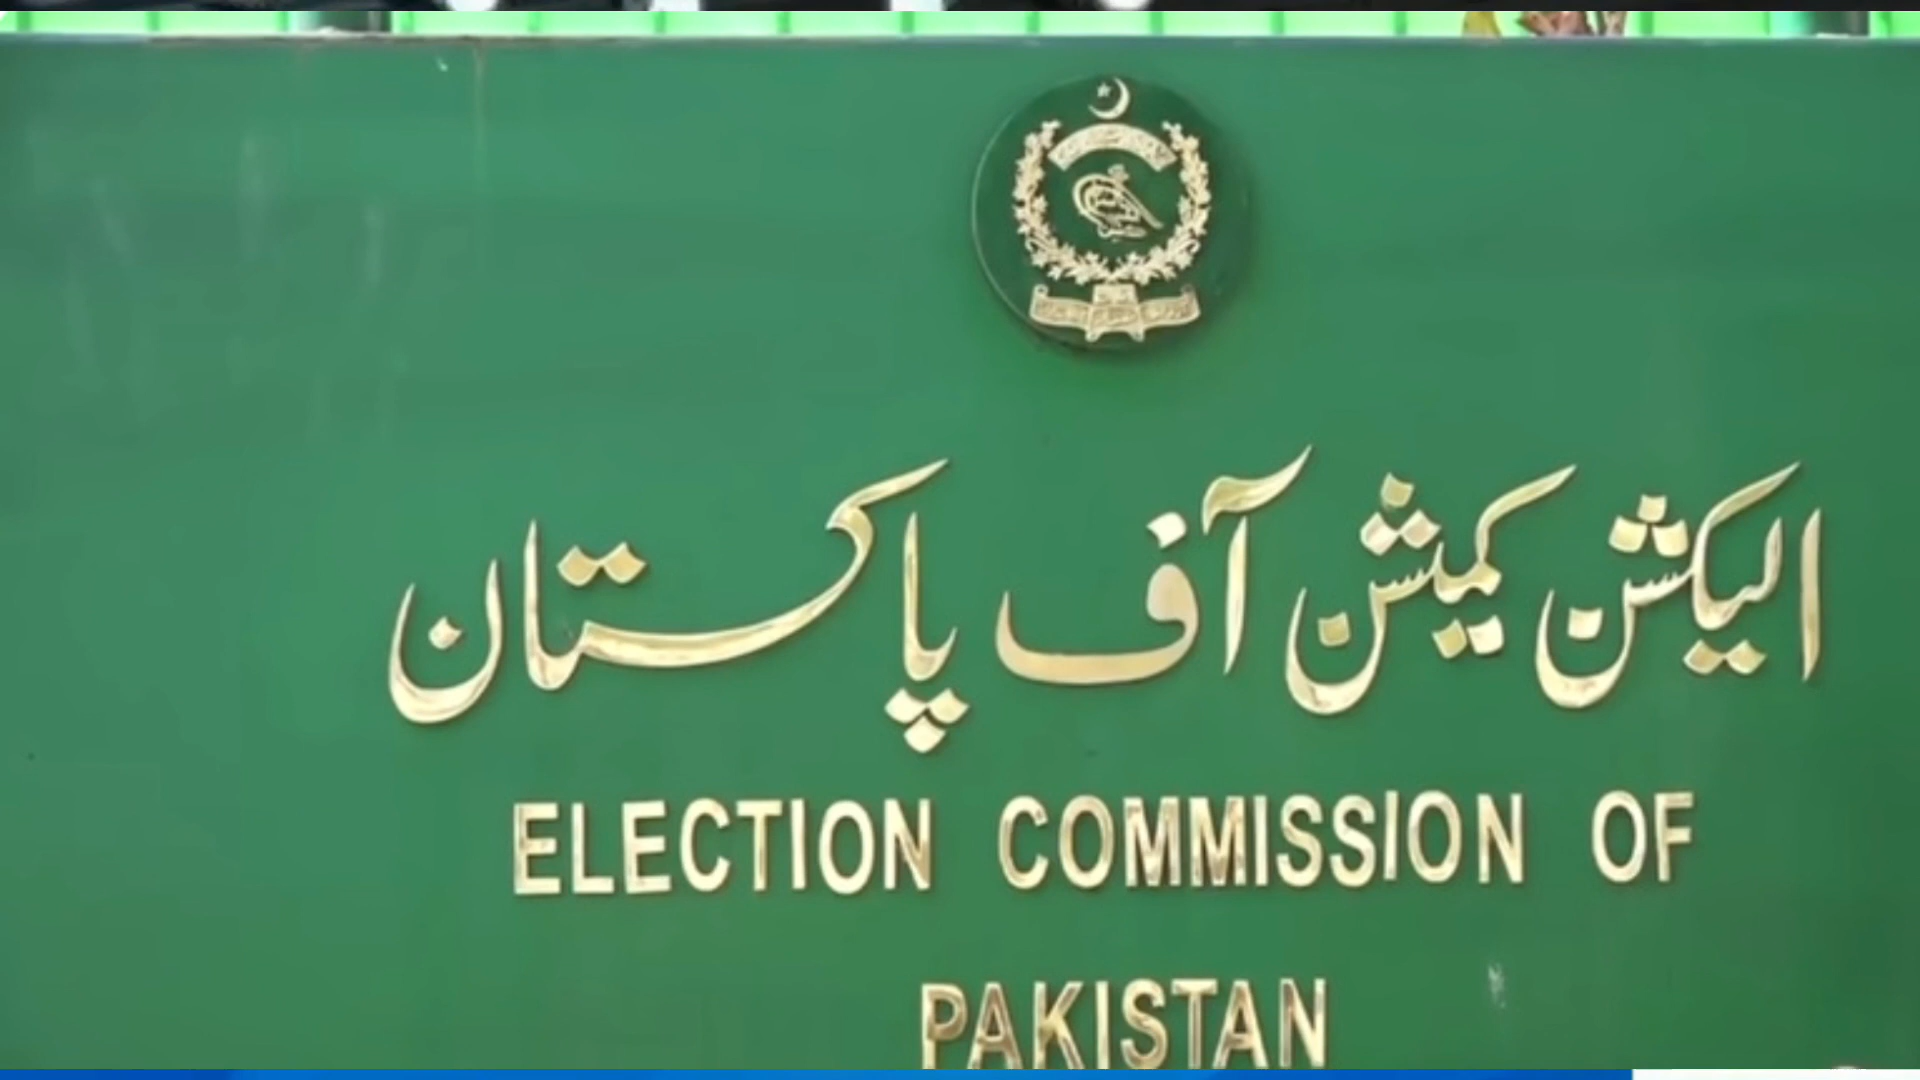 الیکشن کمیشن آف پاکستان
ELECTION COMMISSION OF
PAKISTAN